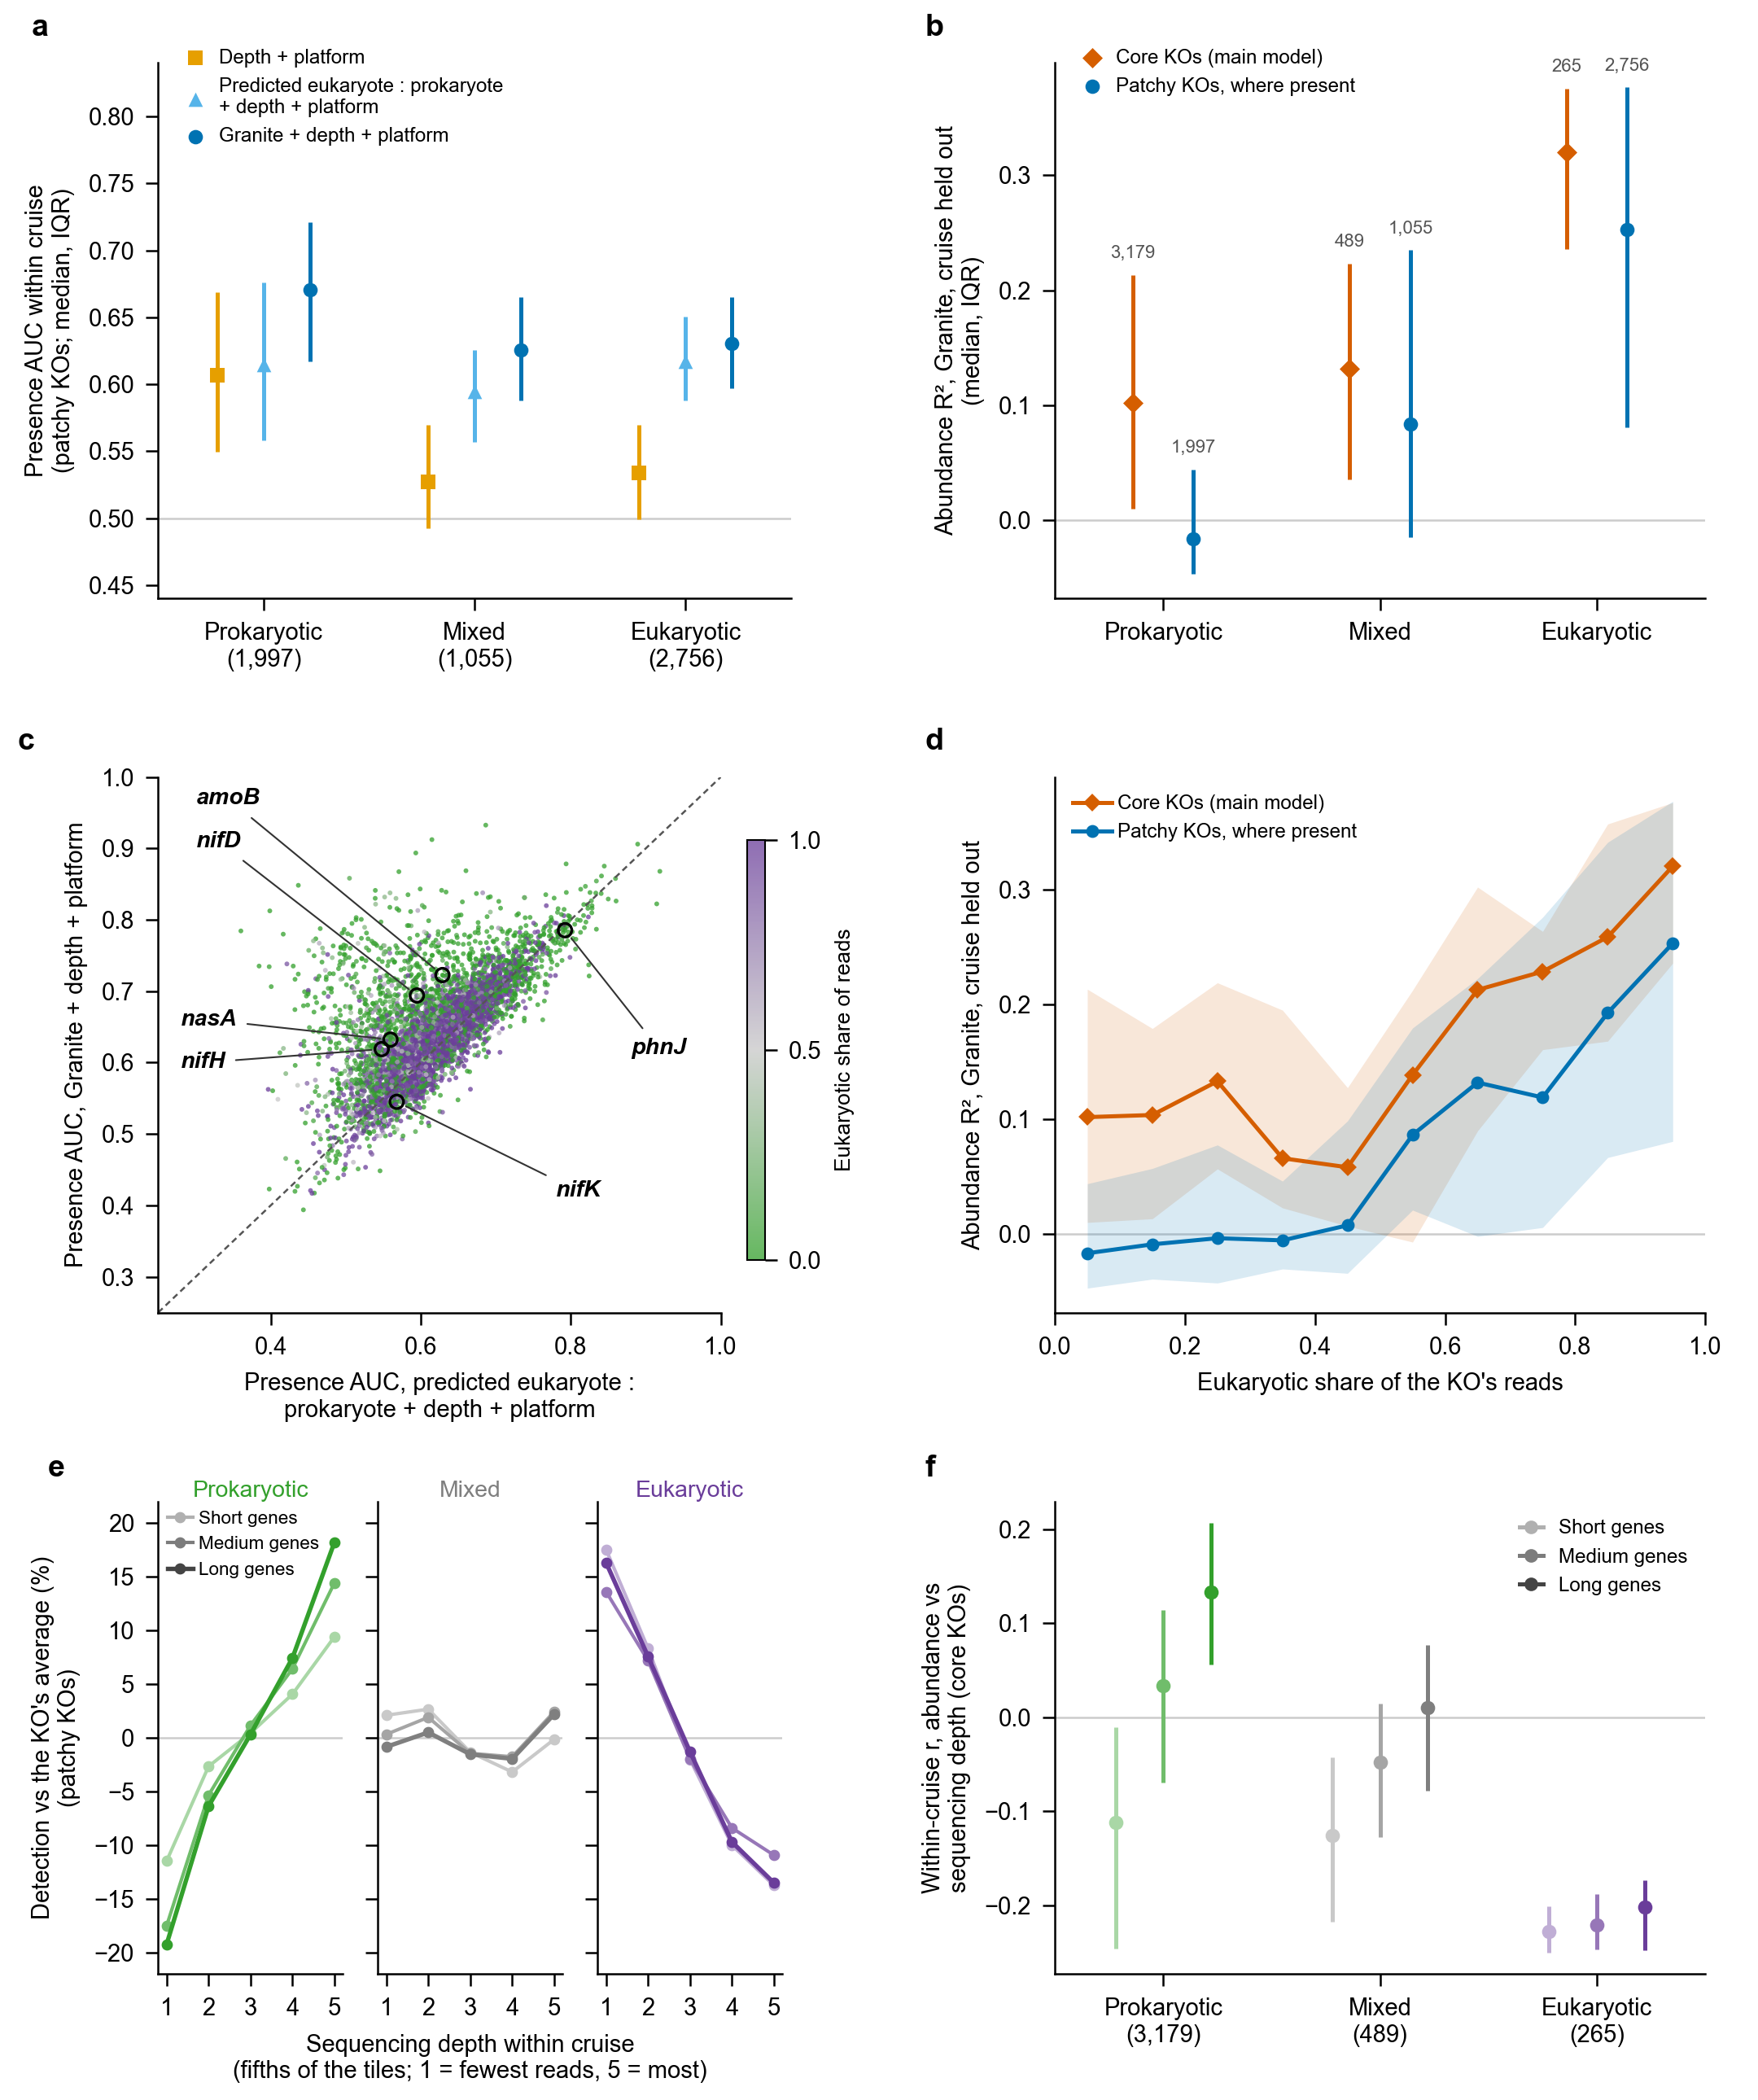 a
Depth + platform
Predicted eukaryote : prokaryote
+ depth + platform
Granite + depth + platform
Presence AUC within cruise
(patchy KOs; median, IQR)
0.80
0.75
0.70
0.65
0.60
0.55
0.50
0.45
Prokaryotic
(1,997)
Mixed
(1,055)
Eukaryotic
(2,756)
b
Core KOs (main model)
Patchy KOs, where present
Abundance R², Granite, cruise held out
(median, IQR)
0.3
0.2
0.1
0.0
3,179
1,997
489
1,055
265
2,756
Prokaryotic
Mixed
Eukaryotic
c
Presence AUC, Granite + depth + platform
1.0
0.9
0.8
0.7
0.6
0.5
0.4
0.3
amoB
nifD
nasA
nifH
phnJ
nifK
0.4
0.6
0.8
1.0
Presence AUC, predicted eukaryote :
prokaryote + depth + platform
1.0
0.5
0.0
Eukaryotic share of reads
d
Core KOs (main model)
Patchy KOs, where present
Abundance R², Granite, cruise held out
0.3
0.2
0.1
0.0
0.0
0.2
0.4
0.6
0.8
1.0
Eukaryotic share of the KO's reads
e
Prokaryotic
Mixed
Eukaryotic
Short genes
Medium genes
Long genes
Detection vs the KO's average (%)
(patchy KOs)
20
15
10
5
0
−5
−10
−15
−20
1 2 3 4 5
1 2 3 4 5
1 2 3 4 5
Sequencing depth within cruise
(fifths of the tiles; 1 = fewest reads, 5 = most)
f
Short genes
Medium genes
Long genes
Within-cruise r, abundance vs
sequencing depth (core KOs)
0.2
0.1
0.0
−0.1
−0.2
Prokaryotic
(3,179)
Mixed
(489)
Eukaryotic
(265)